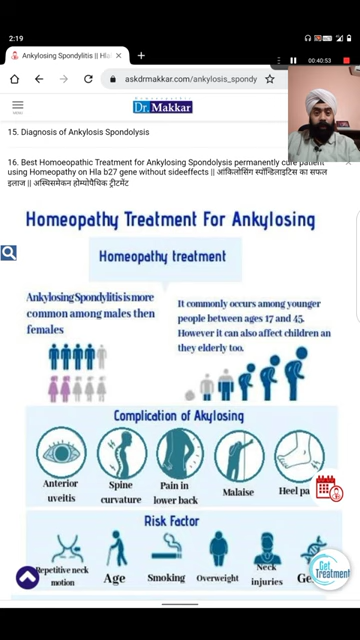 2:19
00:40:53
Ankylosing Spondylitis || Hla
askdrmakkar.com/ankylosing_spondy
MENU
Dr. Makkar
15. Diagnosis of Ankylosis Spondolysis
16. Best Homoeopathic Treatment for Ankylosing Spondolysis permanently cure patient
using Homeopathy on Hla b27 gene without sideeffects || आंकिलोसिंग स्पॉन्डिलाइटिस का सफल
इलाज || अस्पिसमेकन होम्योपैथिक ट्रीटमेंट
Homeopathy Treatment For Ankylosing
Homeopathy treatment
Ankylosing Spondylitis is more
common among males then
females
It commonly occurs among younger
people between ages 17 and 45.
However it can also affect children an
they elderly too.
Complication of Akylosing
Anterior
uveitis
Spine
curvature
Pain in
lower back
Malaise
Heel pa
Risk Factor
Repetitive neck
motion
Age
Smoking
Overweight
Neck
injuries
Ge
Get
Treatment